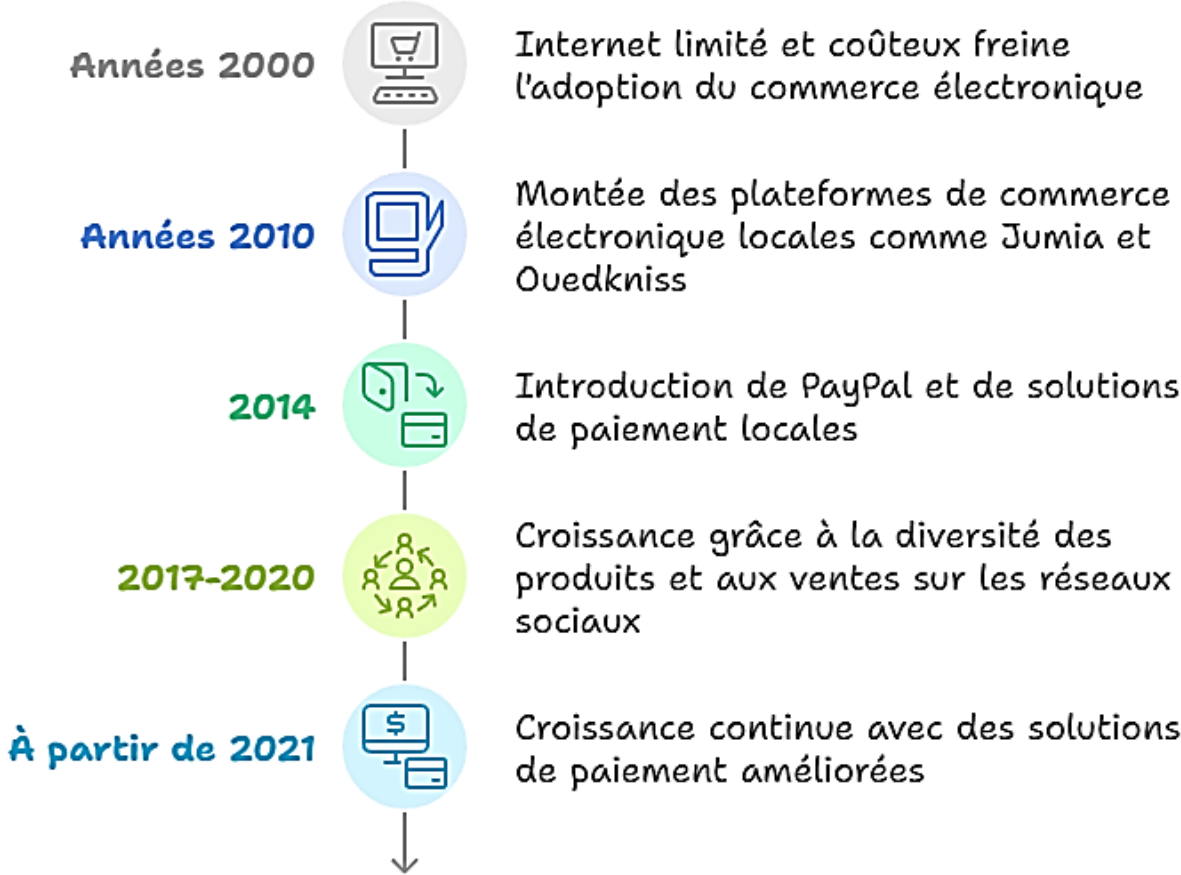 Années 2000
Internet limité et coûteux freine
l'adoption du commerce électronique
Années 2010
Montée des plateformes de commerce
électronique locales comme Jumia et
Ouedkniss
2014
Introduction de PayPal et de solutions
de paiement locales
2017-2020
Croissance grâce à la diversité des
produits et aux ventes sur les réseaux
sociaux
À partir de 2021
$
Croissance continue avec des solutions
de paiement améliorées